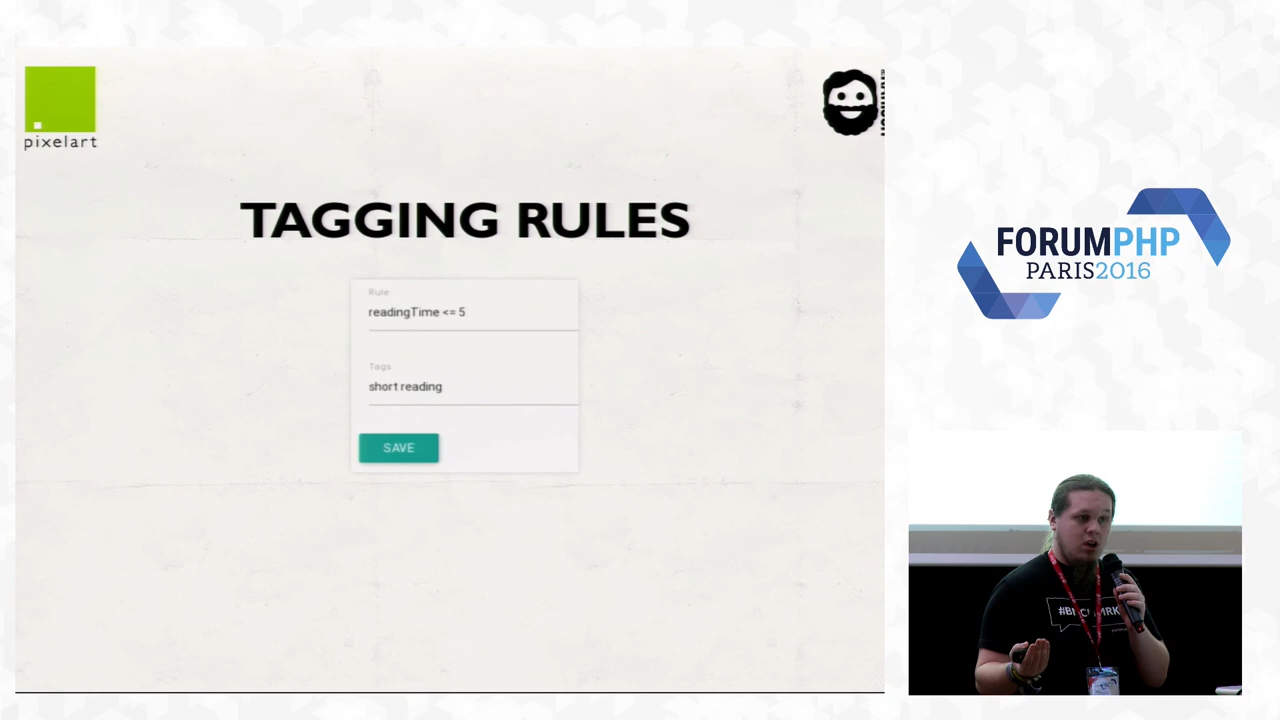 pixelart
TAGGING RULES
Rule
readingTime <= 5
Tags
short reading
SAVE
FORUMPHP
PARIS2016